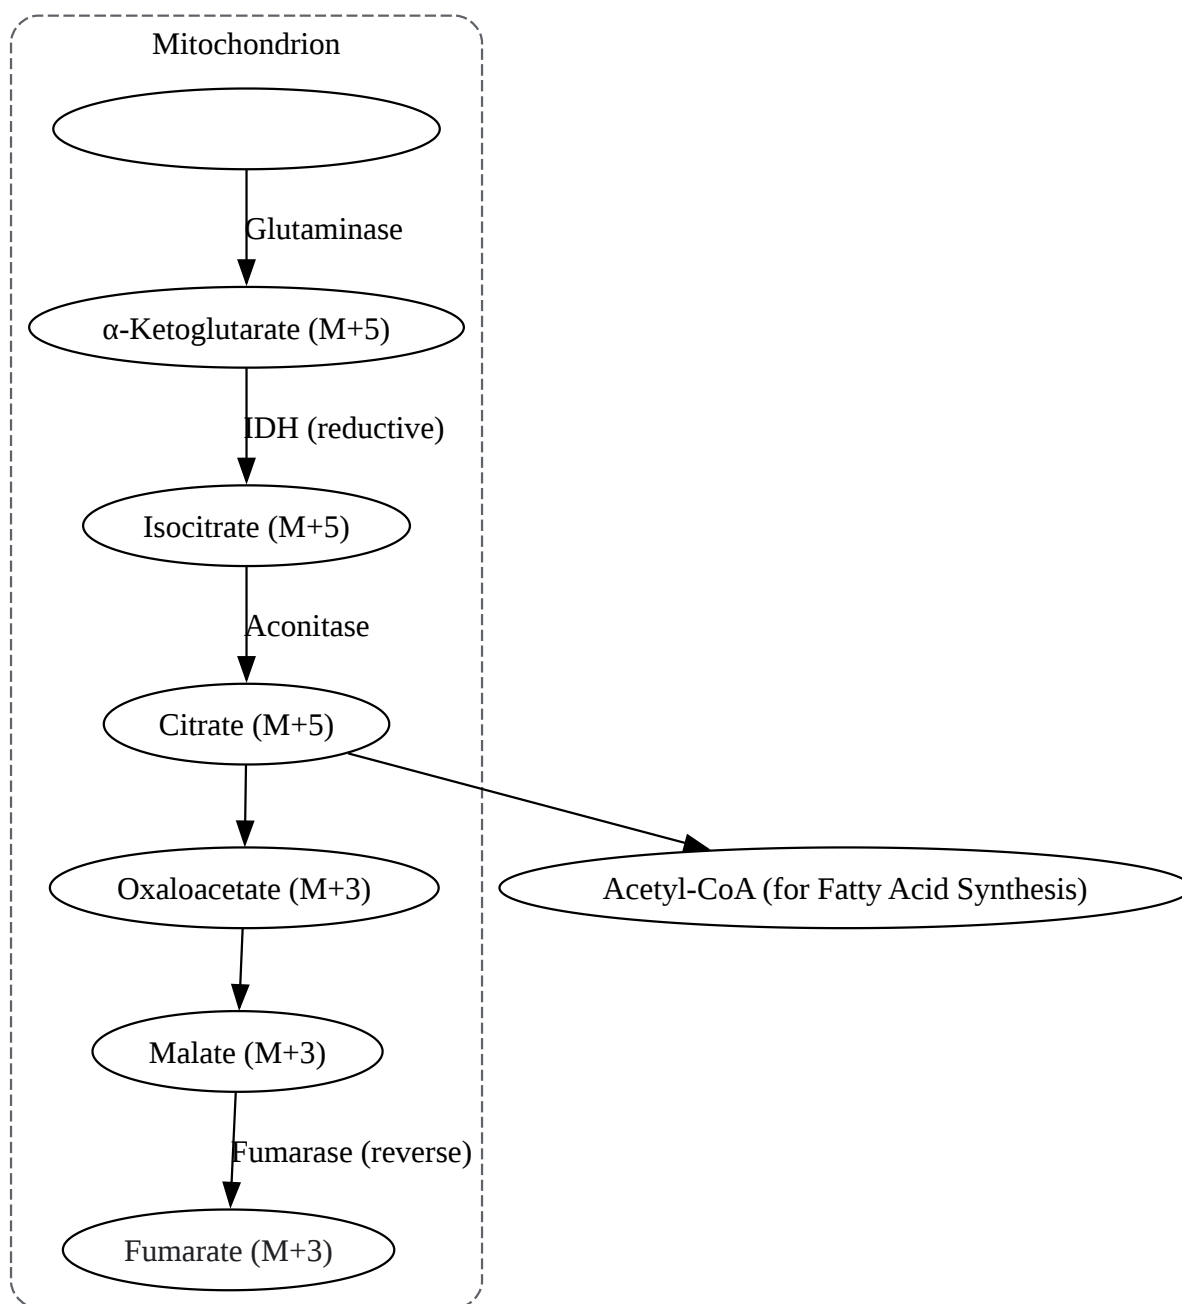 Mitochondrion
Glutaminase
α-Ketoglutarate (M+5)
IDH (reductive)
Isocitrate (M+5)
Aconitase
Citrate (M+5)
Oxaloacetate (M+3)
Acetyl-CoA (for Fatty Acid Synthesis)
Malate (M+3)
Fumarase (reverse)
Fumarate (M+3)